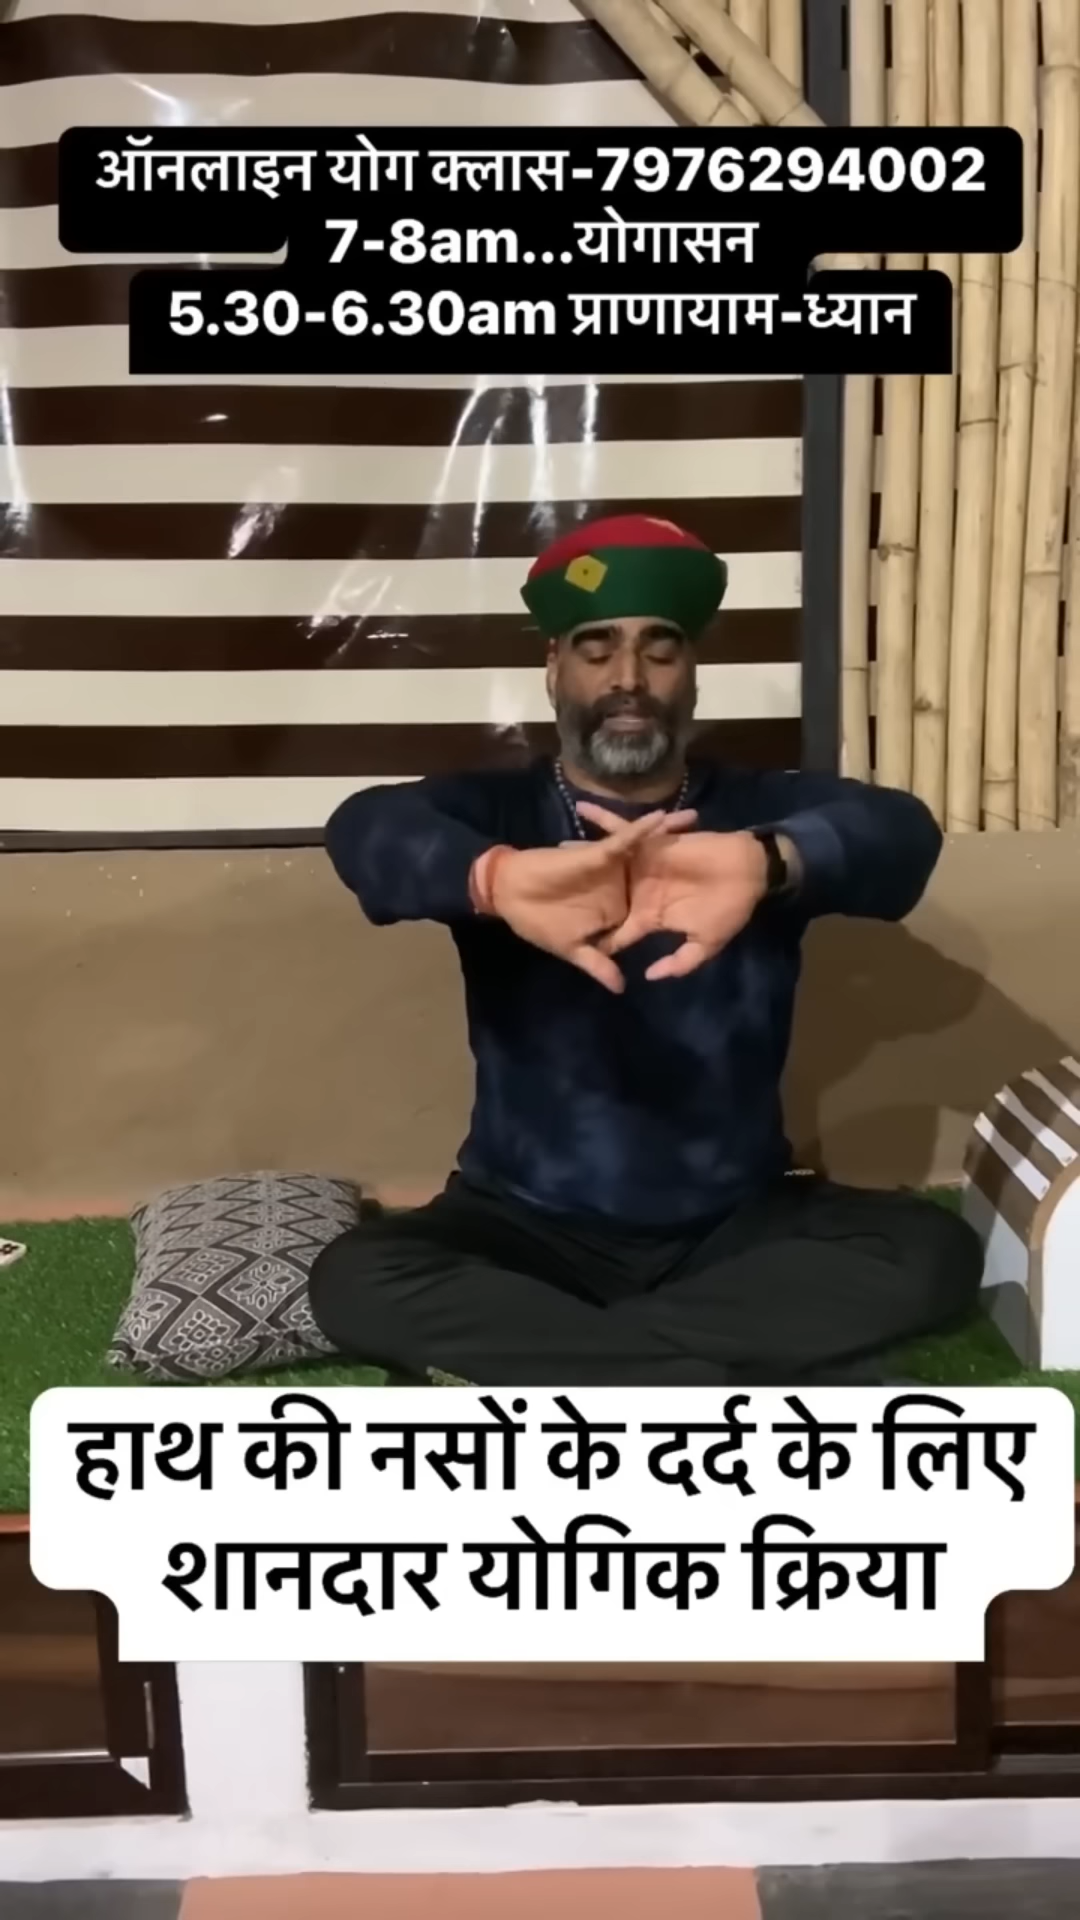 ऑनलाइन योग क्लास-7976294002
7-8am...योगासन
5.30-6.30am प्राणायाम-ध्यान
हाथ की नसों के दर्द के लिए
शानदार योगिक क्रिया